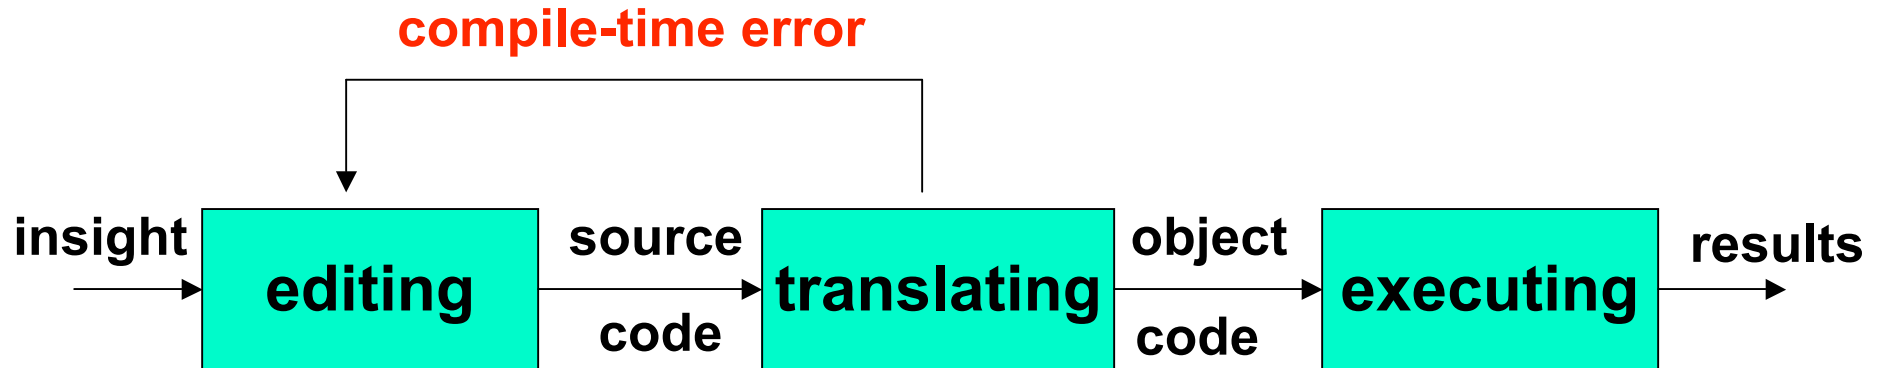 compile-time error
insight
editing
source
code
translating
object
code
executing
results